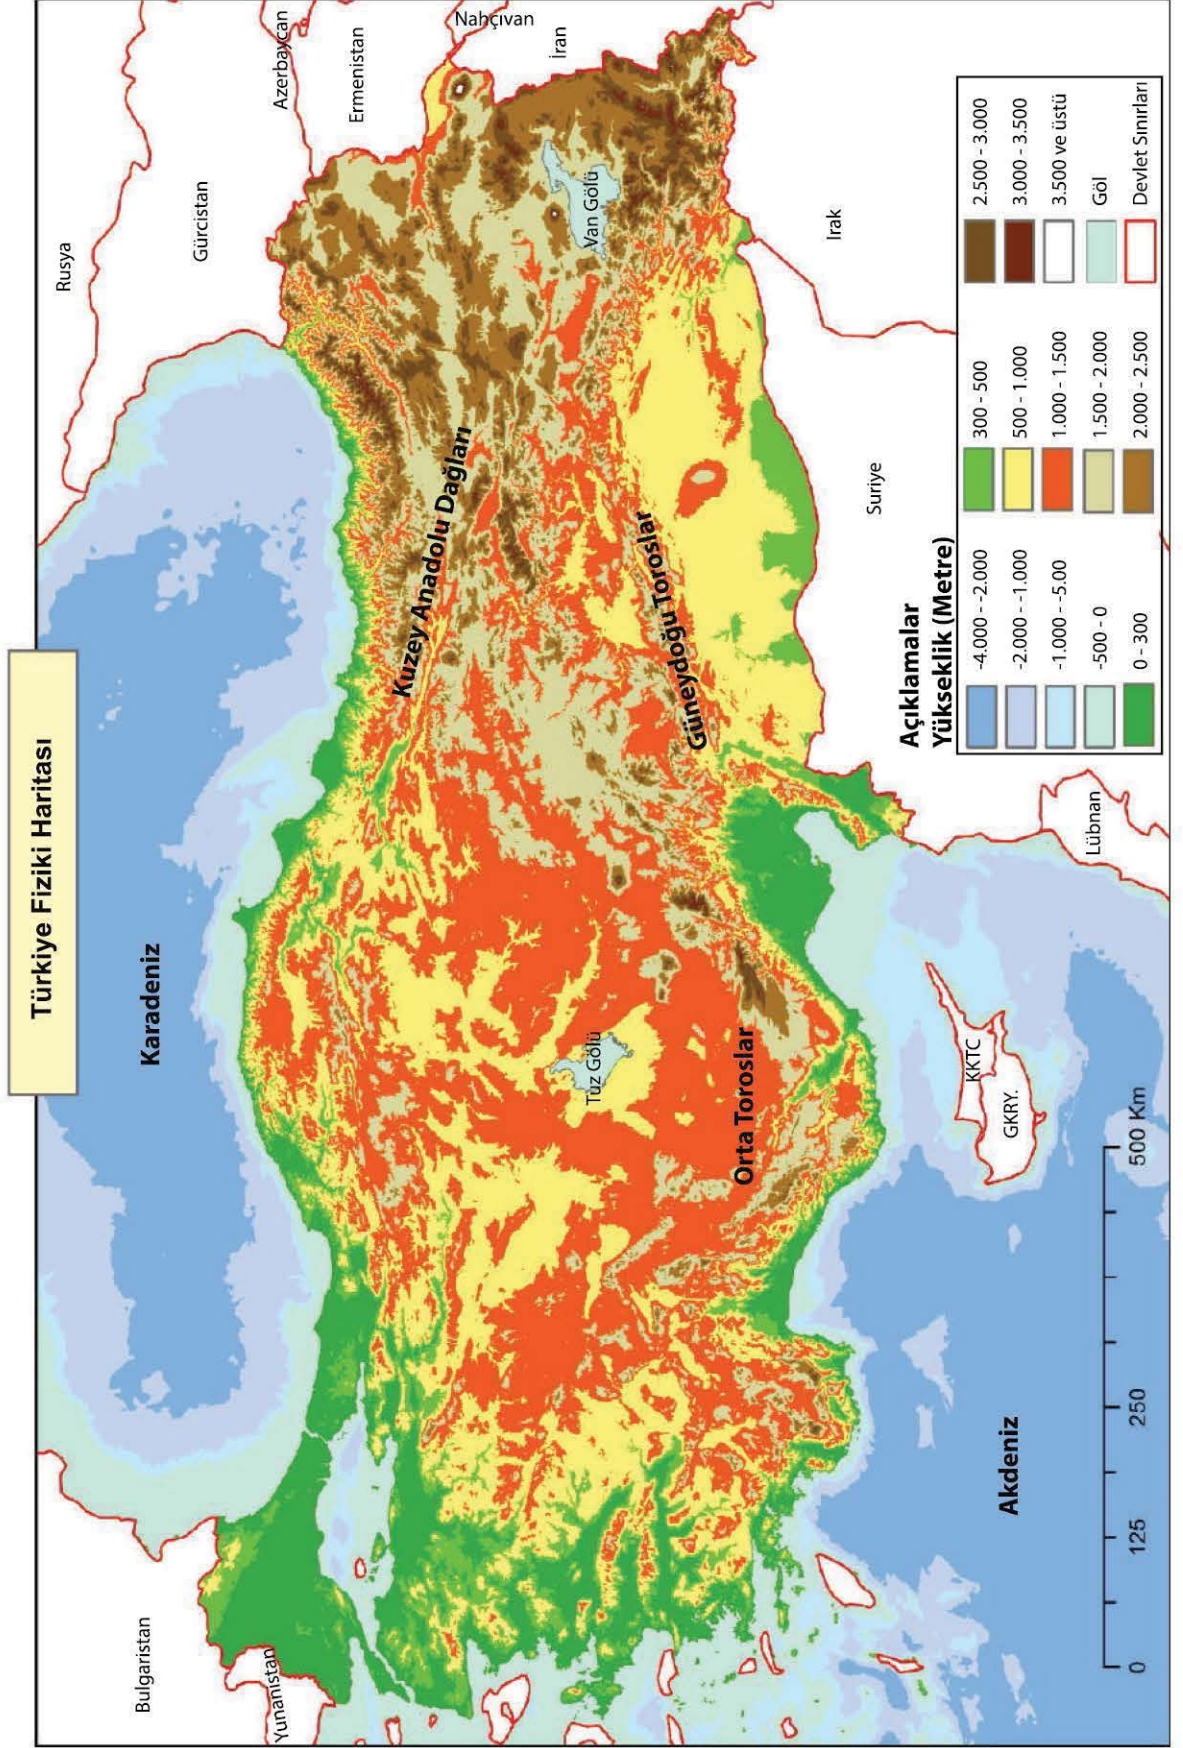 Türkiye Fiziki Haritası
Rusya
Gürcistan
Azerbaycan
Ermenistan
Nahçıvan
İran
Bulgaristan
Yunanistan
Karadeniz
Kuzey Anadolu Dağları
Van Gölü
Tuz Gölü
Güneydoğu Toroslar
Orta Toroslar
Irak
Suriye
Lübnan
KKTC
GKRY.
Akdeniz
0 125 250 500 Km
Açıklamalar
Yükseklik (Metre)
-4.000 - -2.000
-2.000 - -1.000
-1.000 - -5.00
-500 - 0
0 - 300
300 - 500
500 - 1.000
1.000 - 1.500
1.500 - 2.000
2.000 - 2.500
2.500 - 3.000
3.000 - 3.500
3.500 ve üstü
Göl
Devlet Sınırları